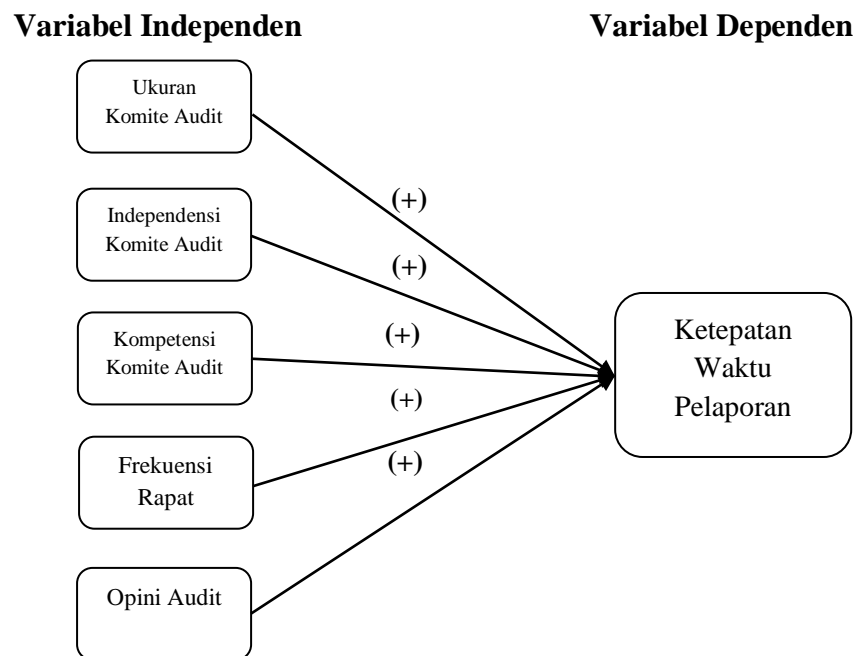 Variabel Independen
Variabel Dependen
Ukuran
Komite Audit
(+)
Independensi
Komite Audit
(+)
Kompetensi
Komite Audit
(+)
Ketepatan
Waktu
Pelaporan
(+)
Frekuensi
Rapat
(+)
Opini Audit